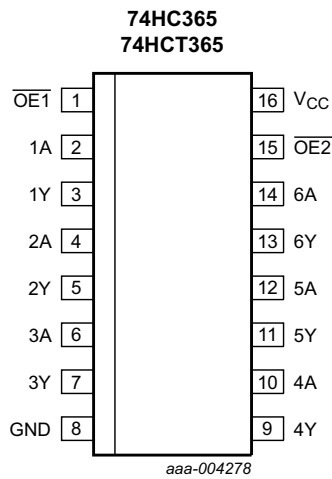 74HC365
74HCT365
OE1 1 16 VCC
1A 2 15 OE2
1Y 3 14 6A
2A 4 13 6Y
2Y 5 12 5A
3A 6 11 5Y
3Y 7 10 4A
GND 8 9 4Y
aaa-004278